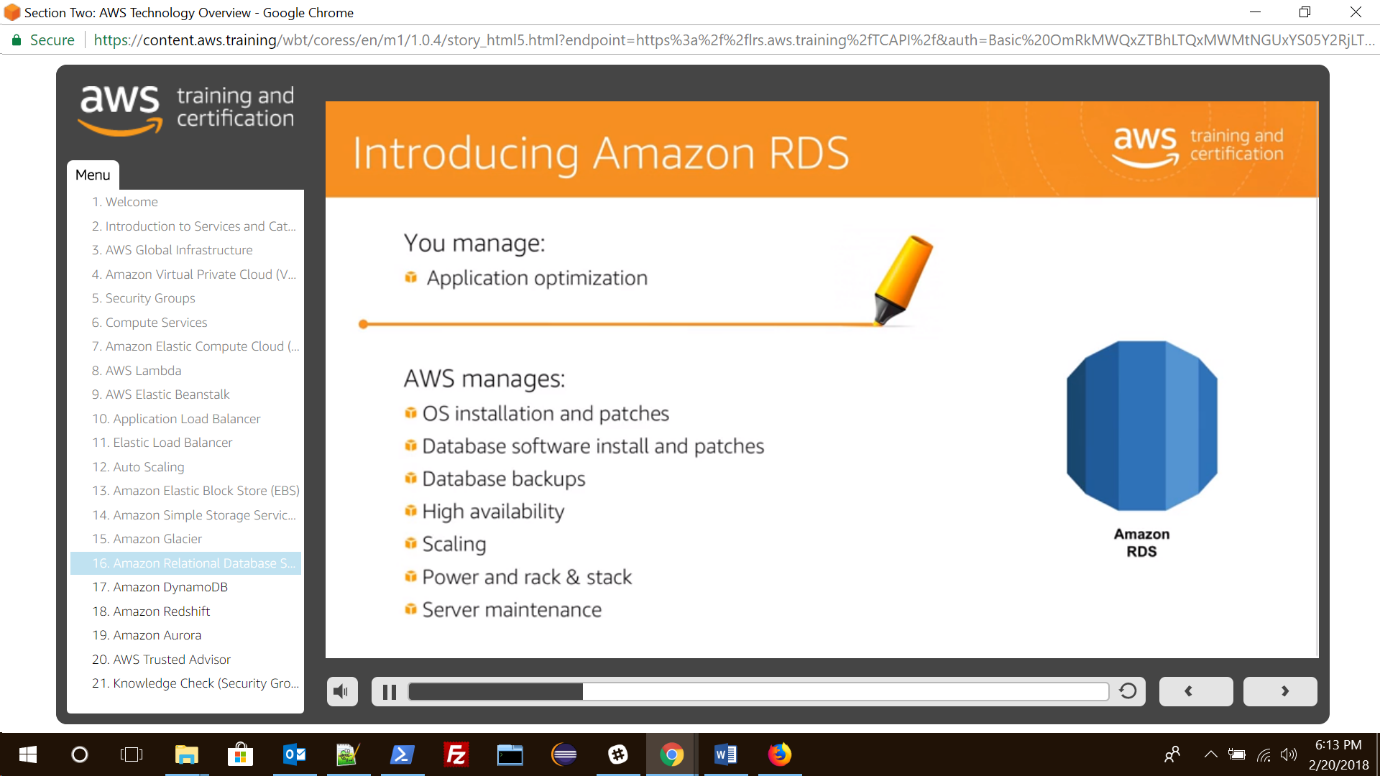 Section Two: AWS Technology Overview - Google Chrome
Secure
https://content.aws.training/wbt/coress/en/m1/1.0.4/story_html5.html?endpoint=https%3a%2f%2flrs.aws.training%2fTCAPI%2f&auth=Basic%20OmRkMWQxZTBhLTQxMWMtNGUxYS05Y2RjLT...
aws training and
certification
Menu
1. Welcome
2. Introduction to Services and Cat...
3. AWS Global Infrastructure
4. Amazon Virtual Private Cloud (V...
5. Security Groups
6. Compute Services
7. Amazon Elastic Compute Cloud (...
8. AWS Lambda
9. AWS Elastic Beanstalk
10. Application Load Balancer
11. Elastic Load Balancer
12. Auto Scaling
13. Amazon Elastic Block Store (EBS)
14. Amazon Simple Storage Servic...
15. Amazon Glacier
16. Amazon Relational Database S...
17. Amazon DynamoDB
18. Amazon Redshift
19. Amazon Aurora
20. AWS Trusted Advisor
21. Knowledge Check (Security Gro...
Introducing Amazon RDS
aws training and
certification
You manage:
Application optimization
AWS manages:
OS installation and patches
Database software install and patches
Database backups
High availability
Scaling
Power and rack & stack
Server maintenance
Amazon
RDS
6:13 PM
2/20/2018